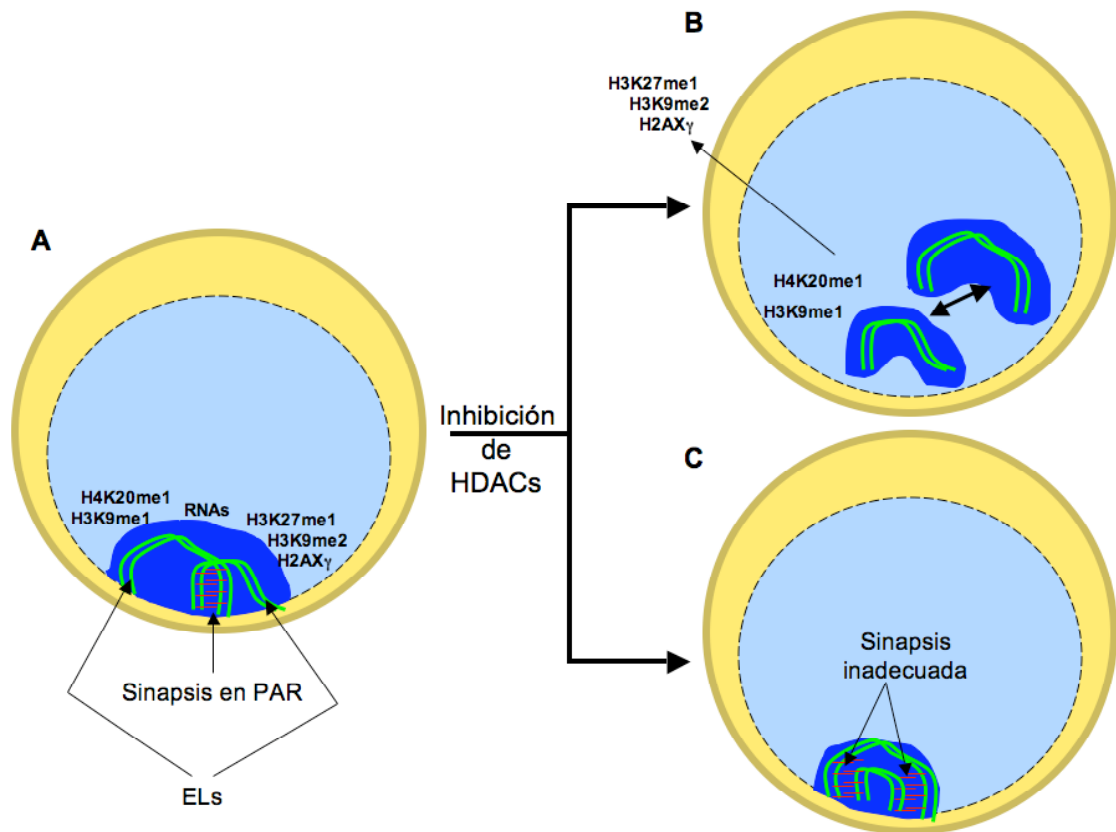 A
H4K20me1
H3K9me1
RNAs
H3K27me1
H3K9me2
H2AXγ
Sinapsis en PAR
ELs
Inhibición
de
HDACs
B
H3K27me1
H3K9me2
H2AXγ
H4K20me1
H3K9me1
C
Sinapsis
inadecuada